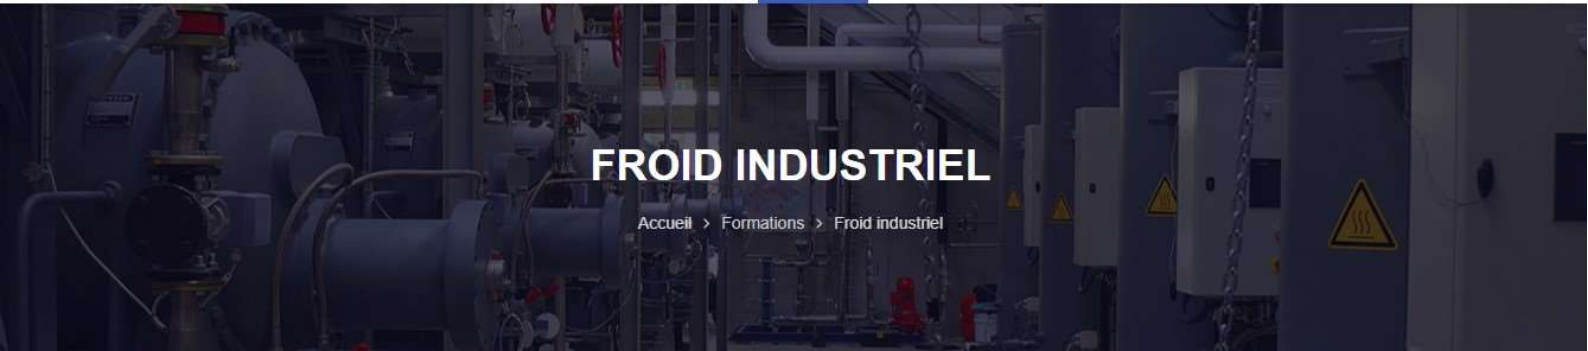 FROID INDUSTRIEL
Accueil > Formations > Froid industriel